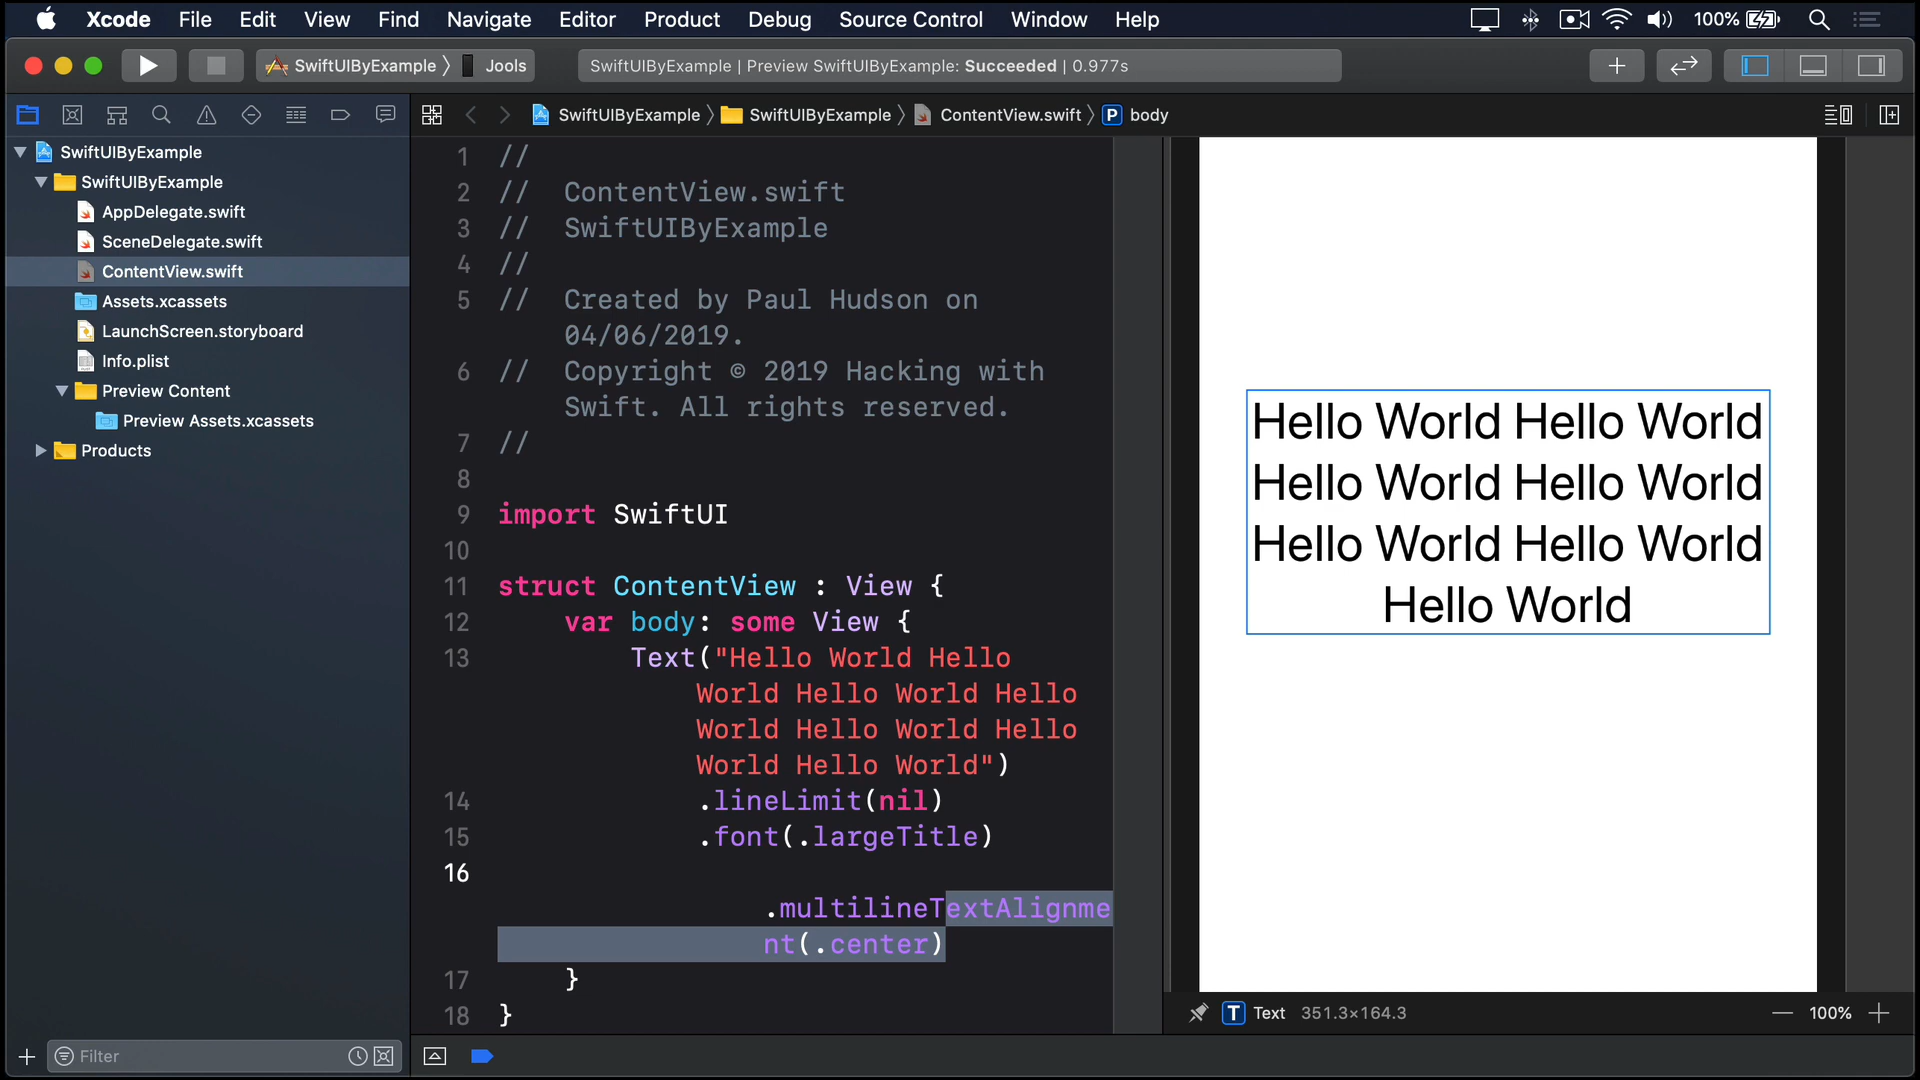 Xcode File Edit View Find Navigate Editor Product Debug Source Control Window Help 100%
SwiftUIByExample 〉 Jools
SwiftUIByExample | Preview SwiftUIByExample: Succeeded | 0.977s
SwiftUIByExample 〉 SwiftUIByExample 〉 ContentView.swift 〉 P body
SwiftUIByExample
SwiftUIByExample
AppDelegate.swift
SceneDelegate.swift
ContentView.swift
Assets.xcassets
LaunchScreen.storyboard
Info.plist
Preview Content
Preview Assets.xcassets
Products
Filter
1 //
2 // ContentView.swift
3 // SwiftUIByExample
4 //
5 // Created by Paul Hudson on
04/06/2019.
6 // Copyright © 2019 Hacking with
Swift. All rights reserved.
7 //
8
9 import SwiftUI
10
11 struct ContentView : View {
12 var body: some View {
13 Text("Hello World Hello
World Hello World Hello
World Hello World Hello
World Hello World")
14 .lineLimit(nil)
15 .font(.largeTitle)
16
.multilineTextAlignme
nt(.center)
17 }
18 }
Hello World Hello World
Hello World Hello World
Hello World Hello World
Hello World
T Text 351.3×164.3
100%